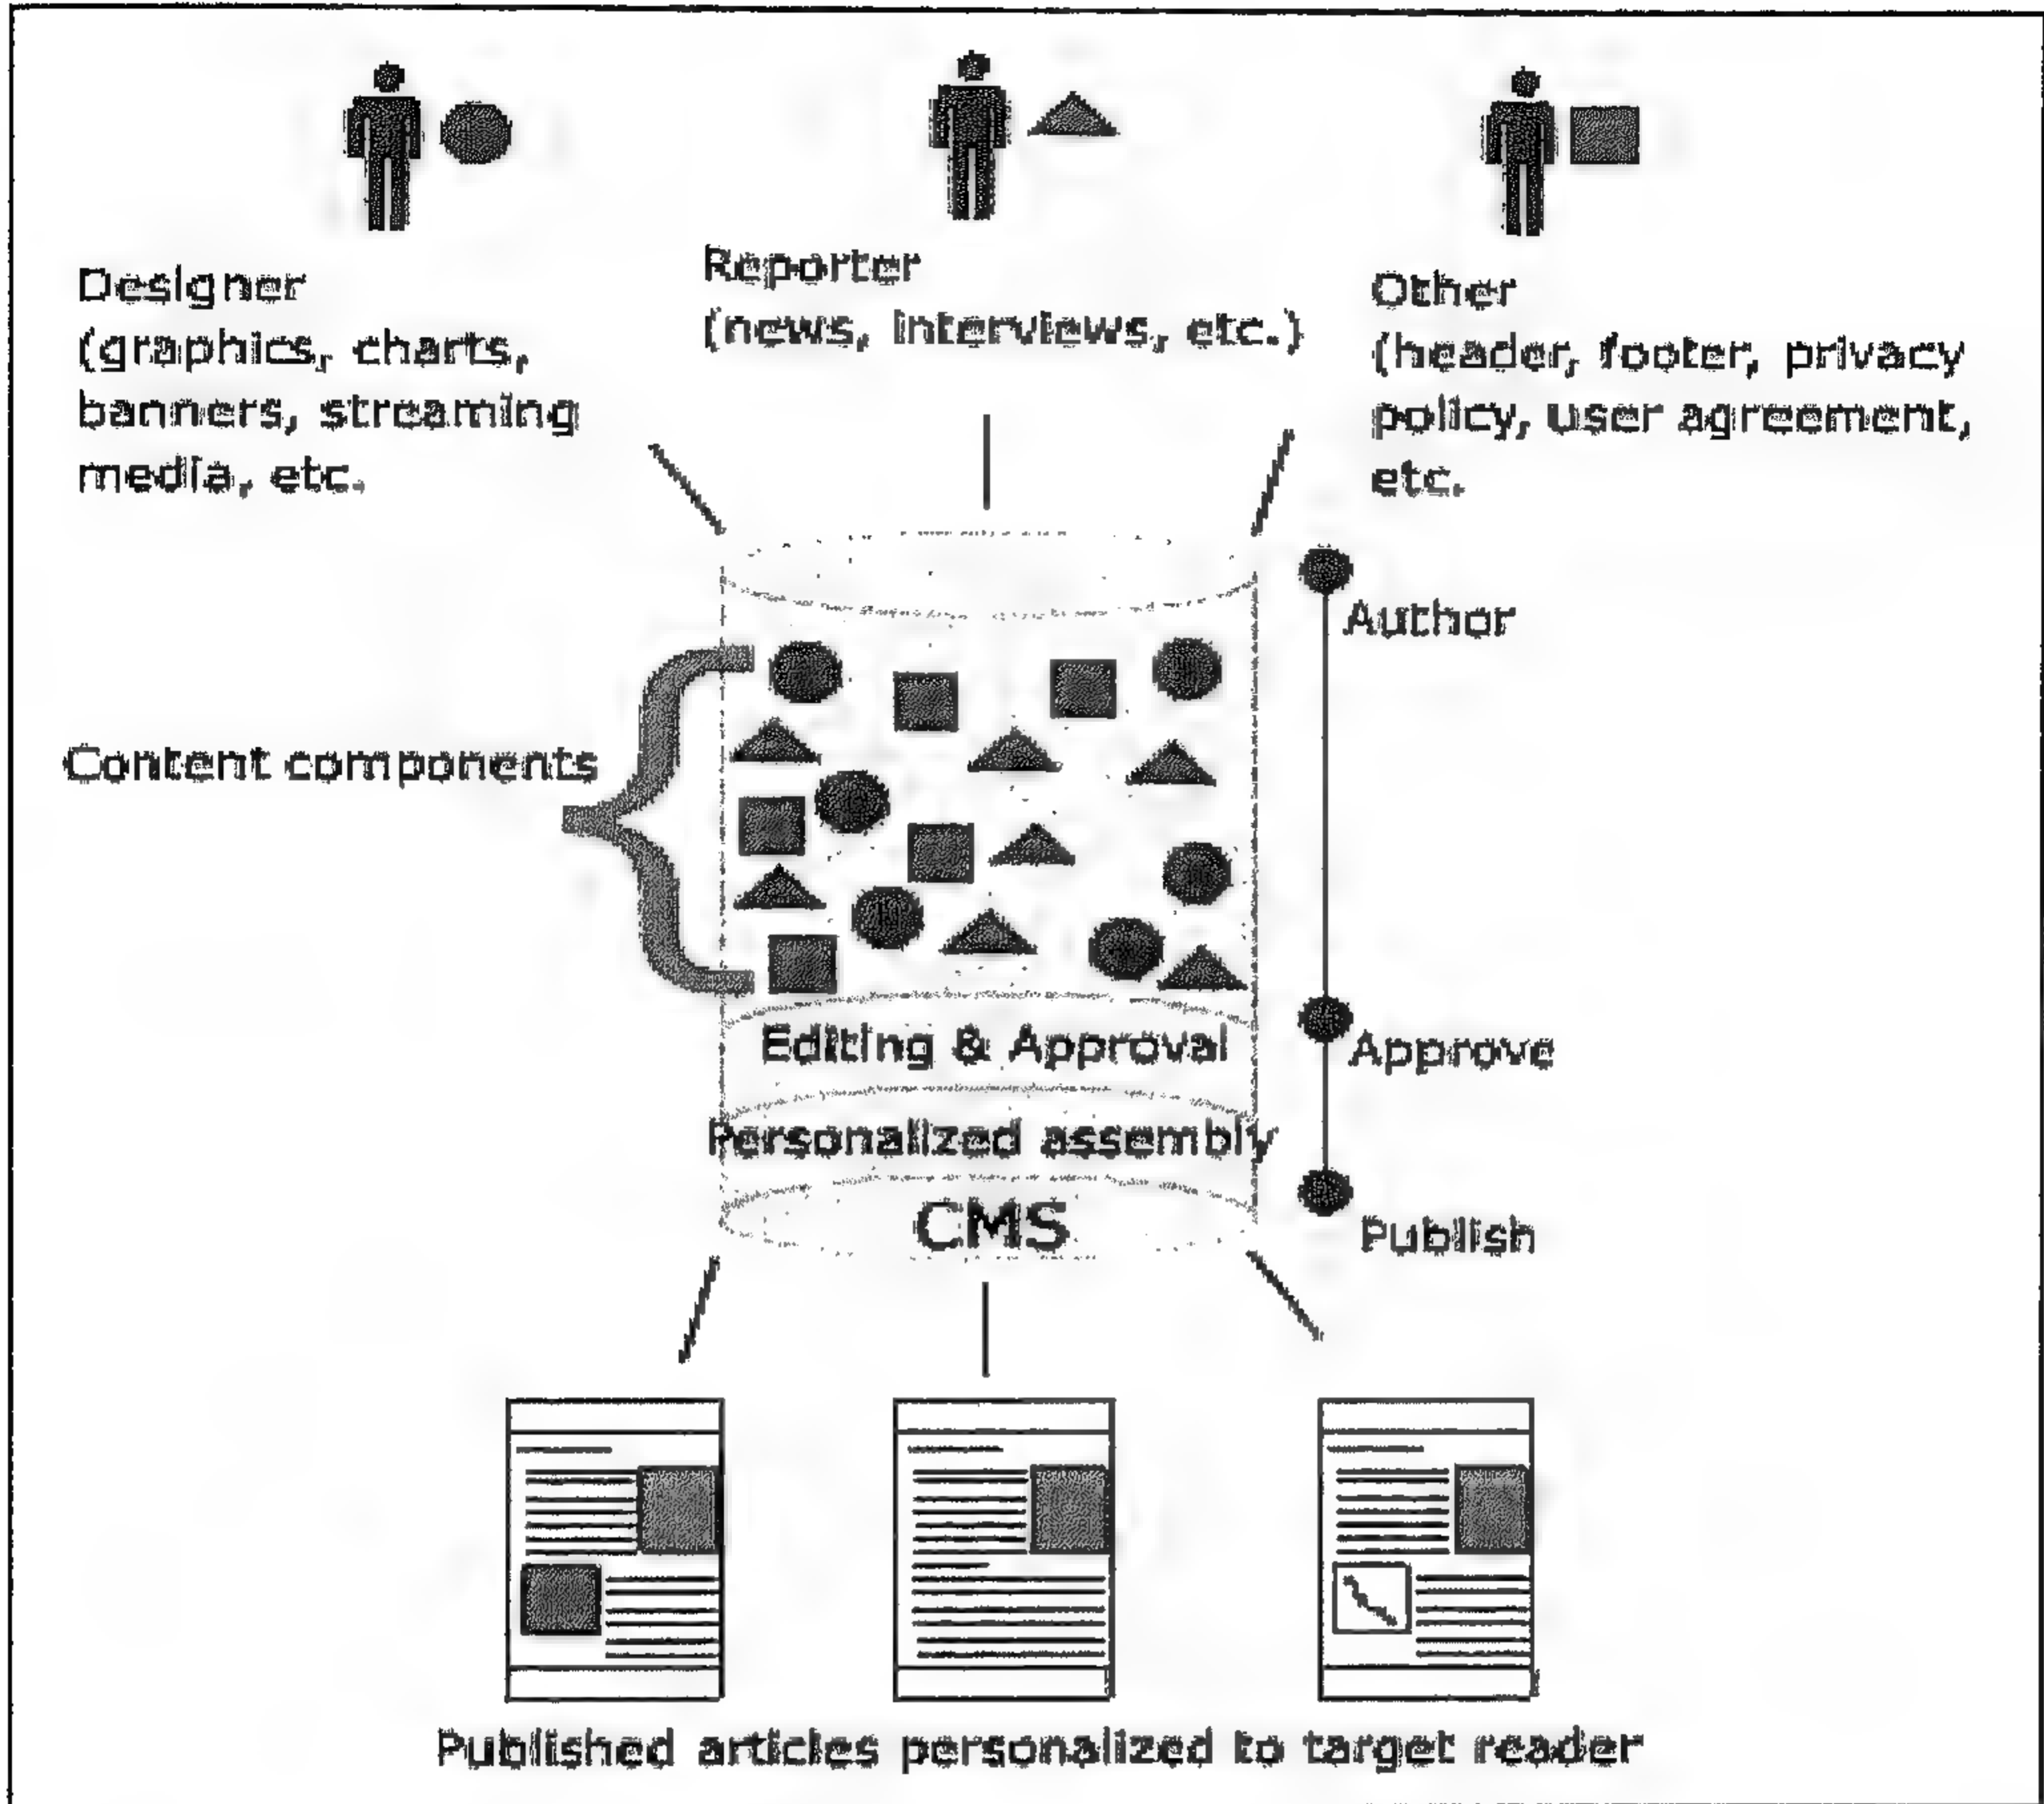 Designer
(graphics, charts,
banners, streaming
media, etc.
Reporter
(news, interviews, etc.)
Other
(header, footer, privacy
policy, user agreement,
etc.
Author
Content components
Editing & Approval
Approve
Personalized assembly
CMS
Publish
Published articles personalized to target reader